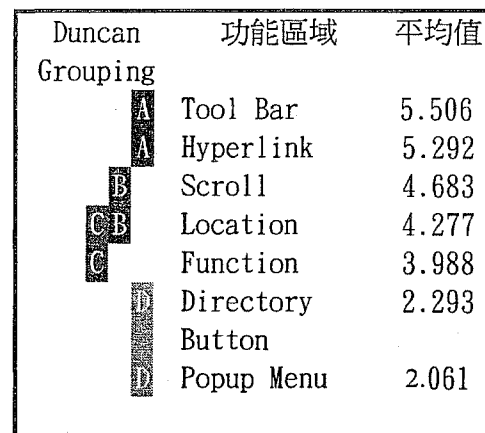 Duncan 功能區域 平均值
Grouping
A Tool Bar 5.506
A Hyperlink 5.292
B Scroll 4.683
C B Location 4.277
C Function 3.988
D Directory 2.293
Button
D Popup Menu 2.061